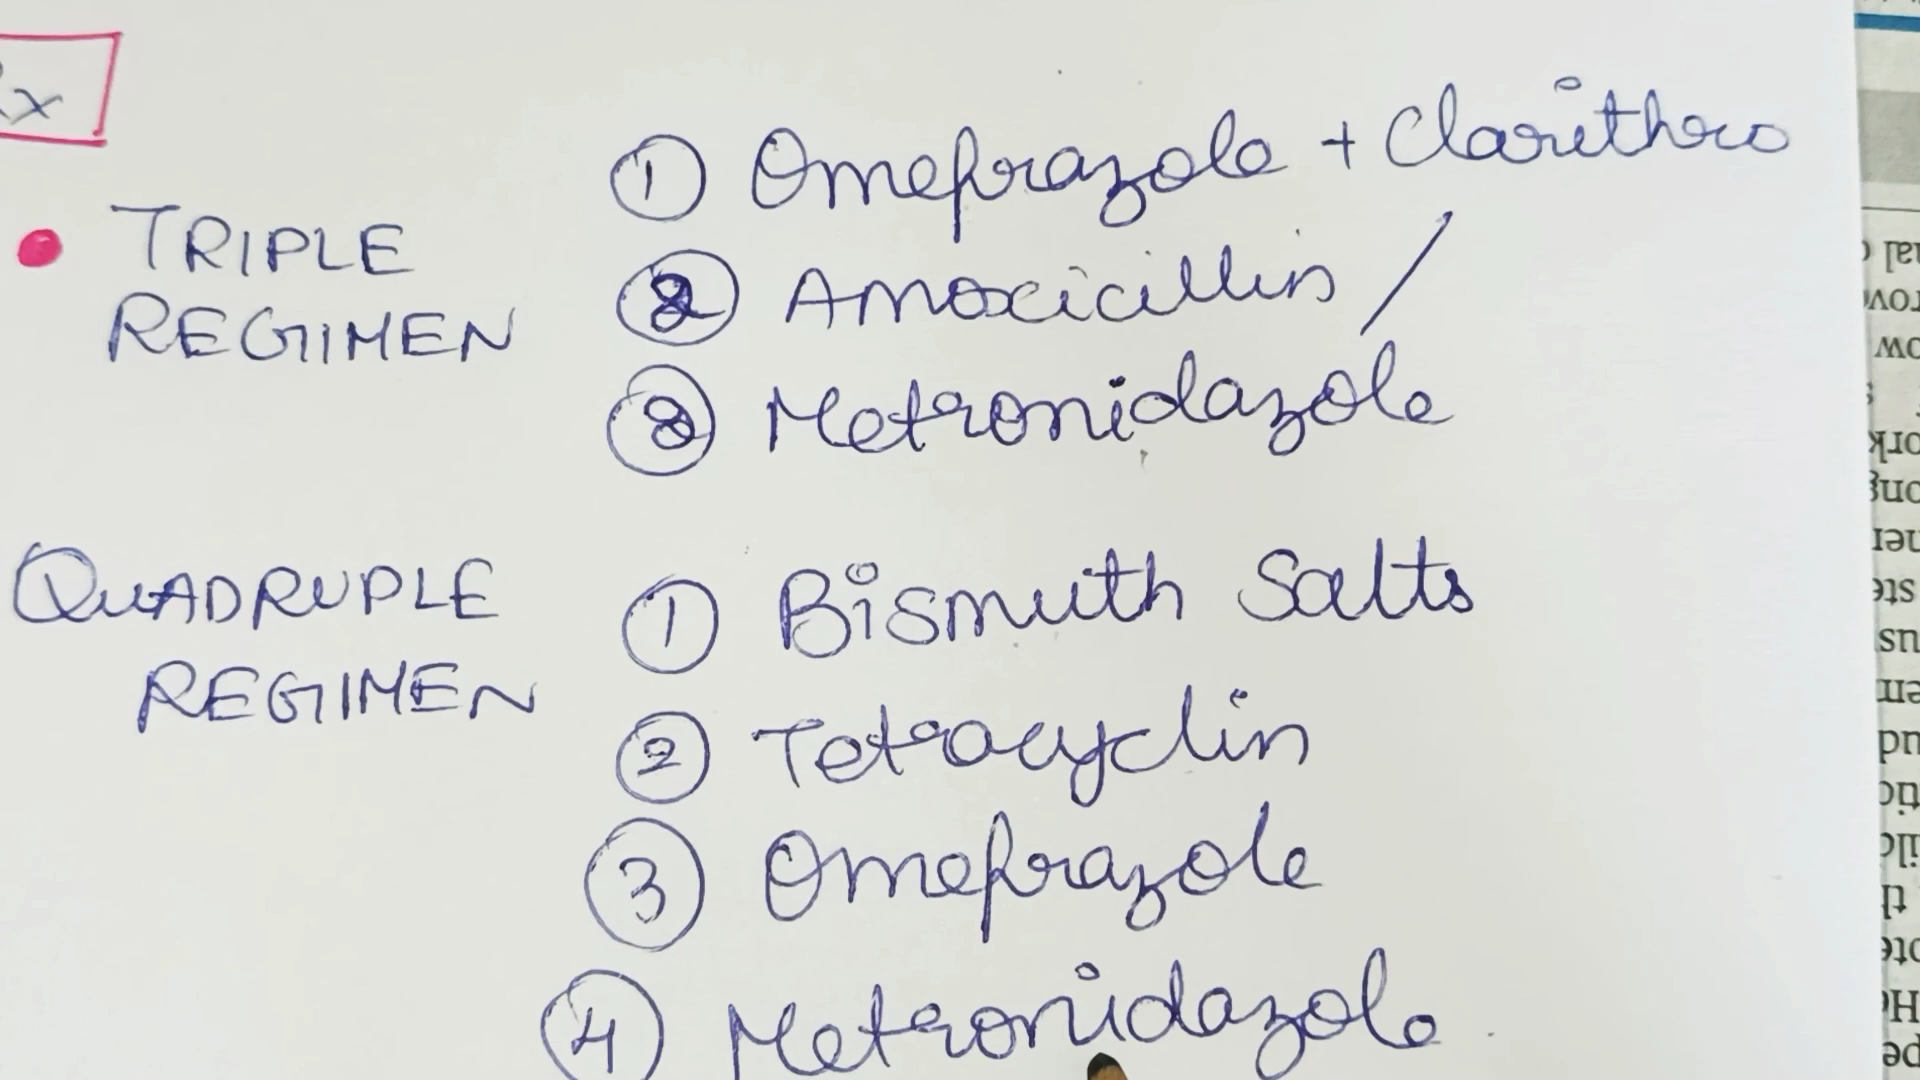 Rx
① Omeprazole + Clarithro
• TRIPLE
REGIMEN
② Amoxicillin /
③ Metronidazole
QUADRUPLE
REGIMEN
① Bismuth Salts
② Tetracyclin
③ Omeprazole
④ Metronidazole